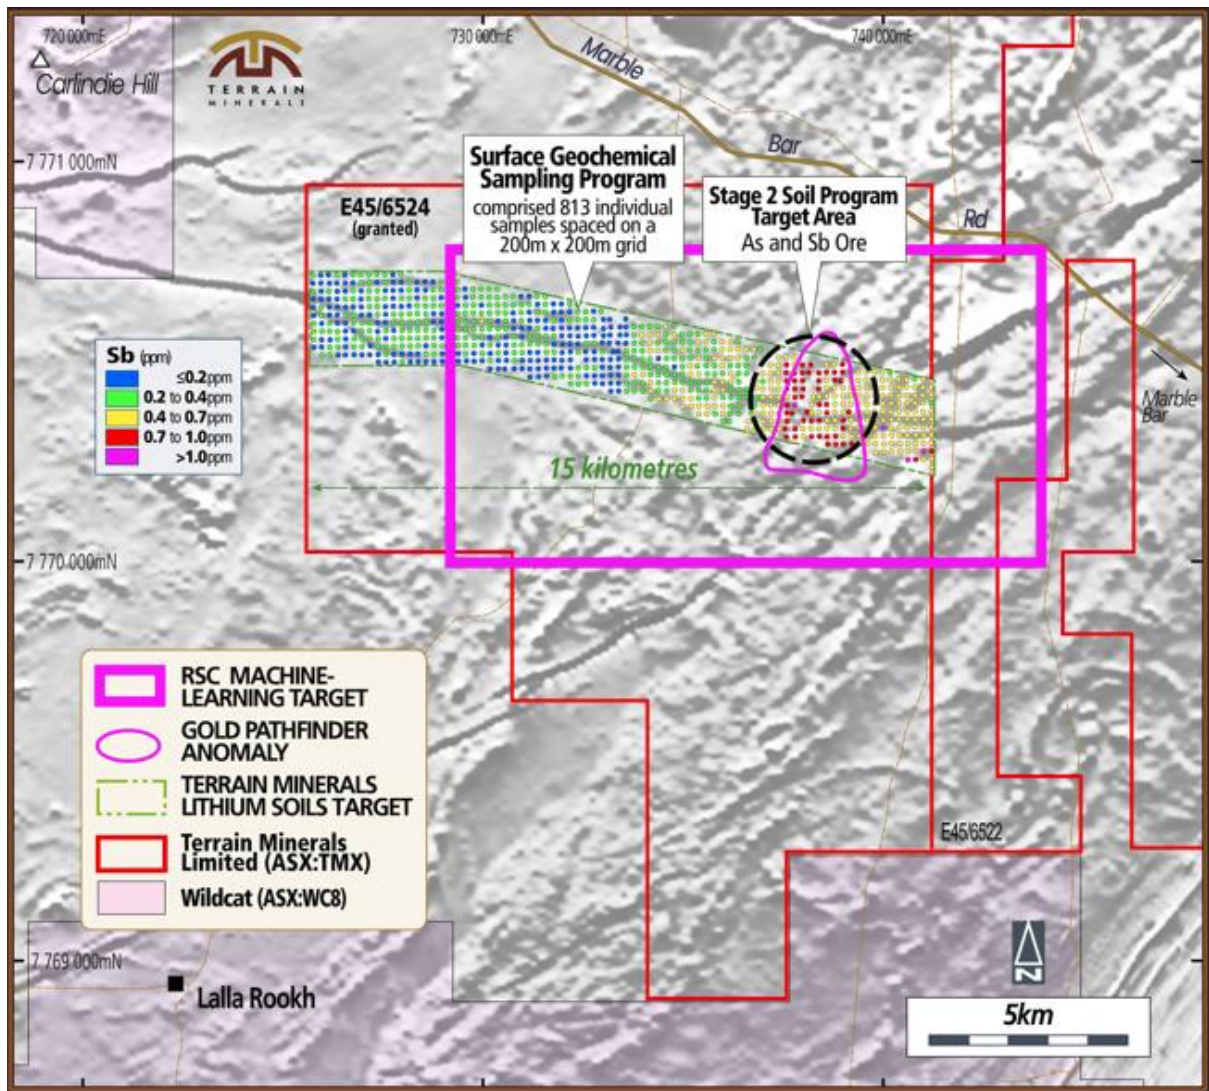 720 000mE
730 000mE
740 000mE
Carlindie Hill
TERRAIN
MINERALS
Marble
Bar
Rd
7 771 000mN
Surface Geochemical
Sampling Program
comprised 813 individual
samples spaced on a
200m x 200m grid
Stage 2 Soil Program
Target Area
As and Sb Ore
E45/6524
(granted)
Sb (ppm)
≤0.2ppm
0.2 to 0.4ppm
0.4 to 0.7ppm
0.7 to 1.0ppm
>1.0ppm
Marble
Bar
15 kilometres
7 770 000mN
RSC MACHINE-
LEARNING TARGET
GOLD PATHFINDER
ANOMALY
TERRAIN MINERALS
LITHIUM SOILS TARGET
Terrain Minerals
Limited (ASX:TMX)
Wildcat (ASX:WC8)
E45/6522
7 769 000mN
Lalla Rookh
N
5km